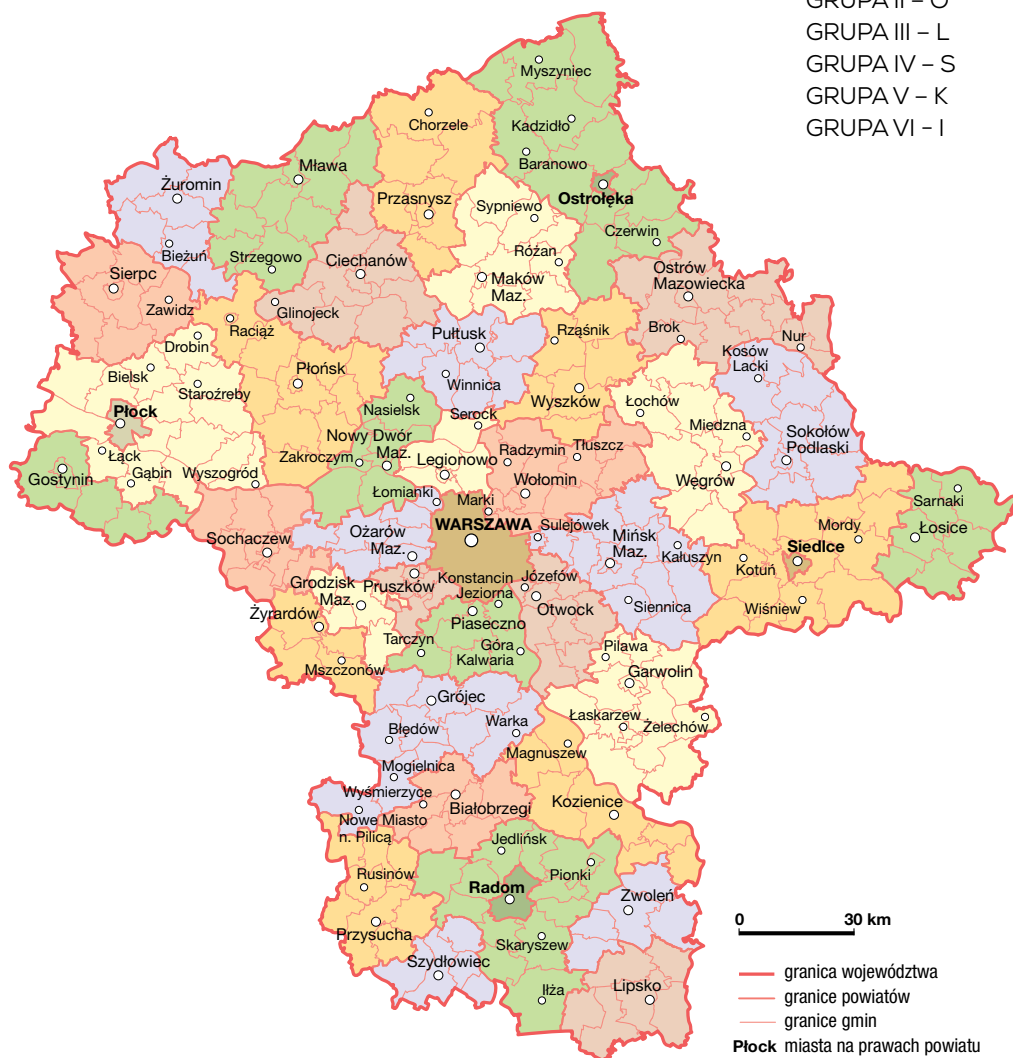 GRUPA II – O
GRUPA III – L
GRUPA IV – S
GRUPA V – K
GRUPA VI - I
Myszyniec
Chorzele
Kadzidło
Baranowo
Mława
Żuromin
Ostrołęka
Przasnysz
Sypniewo
Czerwin
Bieżuń
Strzegowo
Ciechanów
Różan
Ostrów
Mazowiecka
Sierpc
Maków
Maz.
Zawidz
Glinojeck
Raciąż
Pułtusk
Rząśnik
Brok
Nur
Drobin
Kosów
Lacki
Bielsk
Staroźreby
Płońsk
Winnica
Wyszków
Łochów
Płock
Nasielsk
Serock
Miedzna
Nowy Dwór
Maz.
Radzymin
Tłuszcz
Sokołów
Podlaski
Łąck
Gostynin
Gąbin
Wyszogród
Zakroczym
Legionowo
Wołomin
Węgrów
Łomianki
Marki
Sarnaki
WARSZAWA
Sulejówek
Mordy
Łosice
Sochaczew
Ożarów
Maz.
Mińsk
Maz.
Kałuszyn
Siedlce
Kotuń
Grodzisk
Maz.
Pruszków
Konstancin
Jeziorna
Józefów
Otwock
Siennica
Wiśniew
Żyrardów
Piaseczno
Tarczyn
Góra
Kalwaria
Mszczonów
Pilawa
Garwolin
Grójec
Łaskarzew
Żelechów
Błędów
Warka
Magnuszew
Mogielnica
Wyśmierzyce
Białobrzegi
Kozienice
Nowe Miasto
n. Pilicą
Jedlińsk
Pionki
Rusinów
Radom
Zwoleń
Przysucha
Skaryszew
Szydłowiec
Iłża
Lipsko
0 30 km
granica województwa
granice powiatów
granice gmin
Płock miasta na prawach powiatu